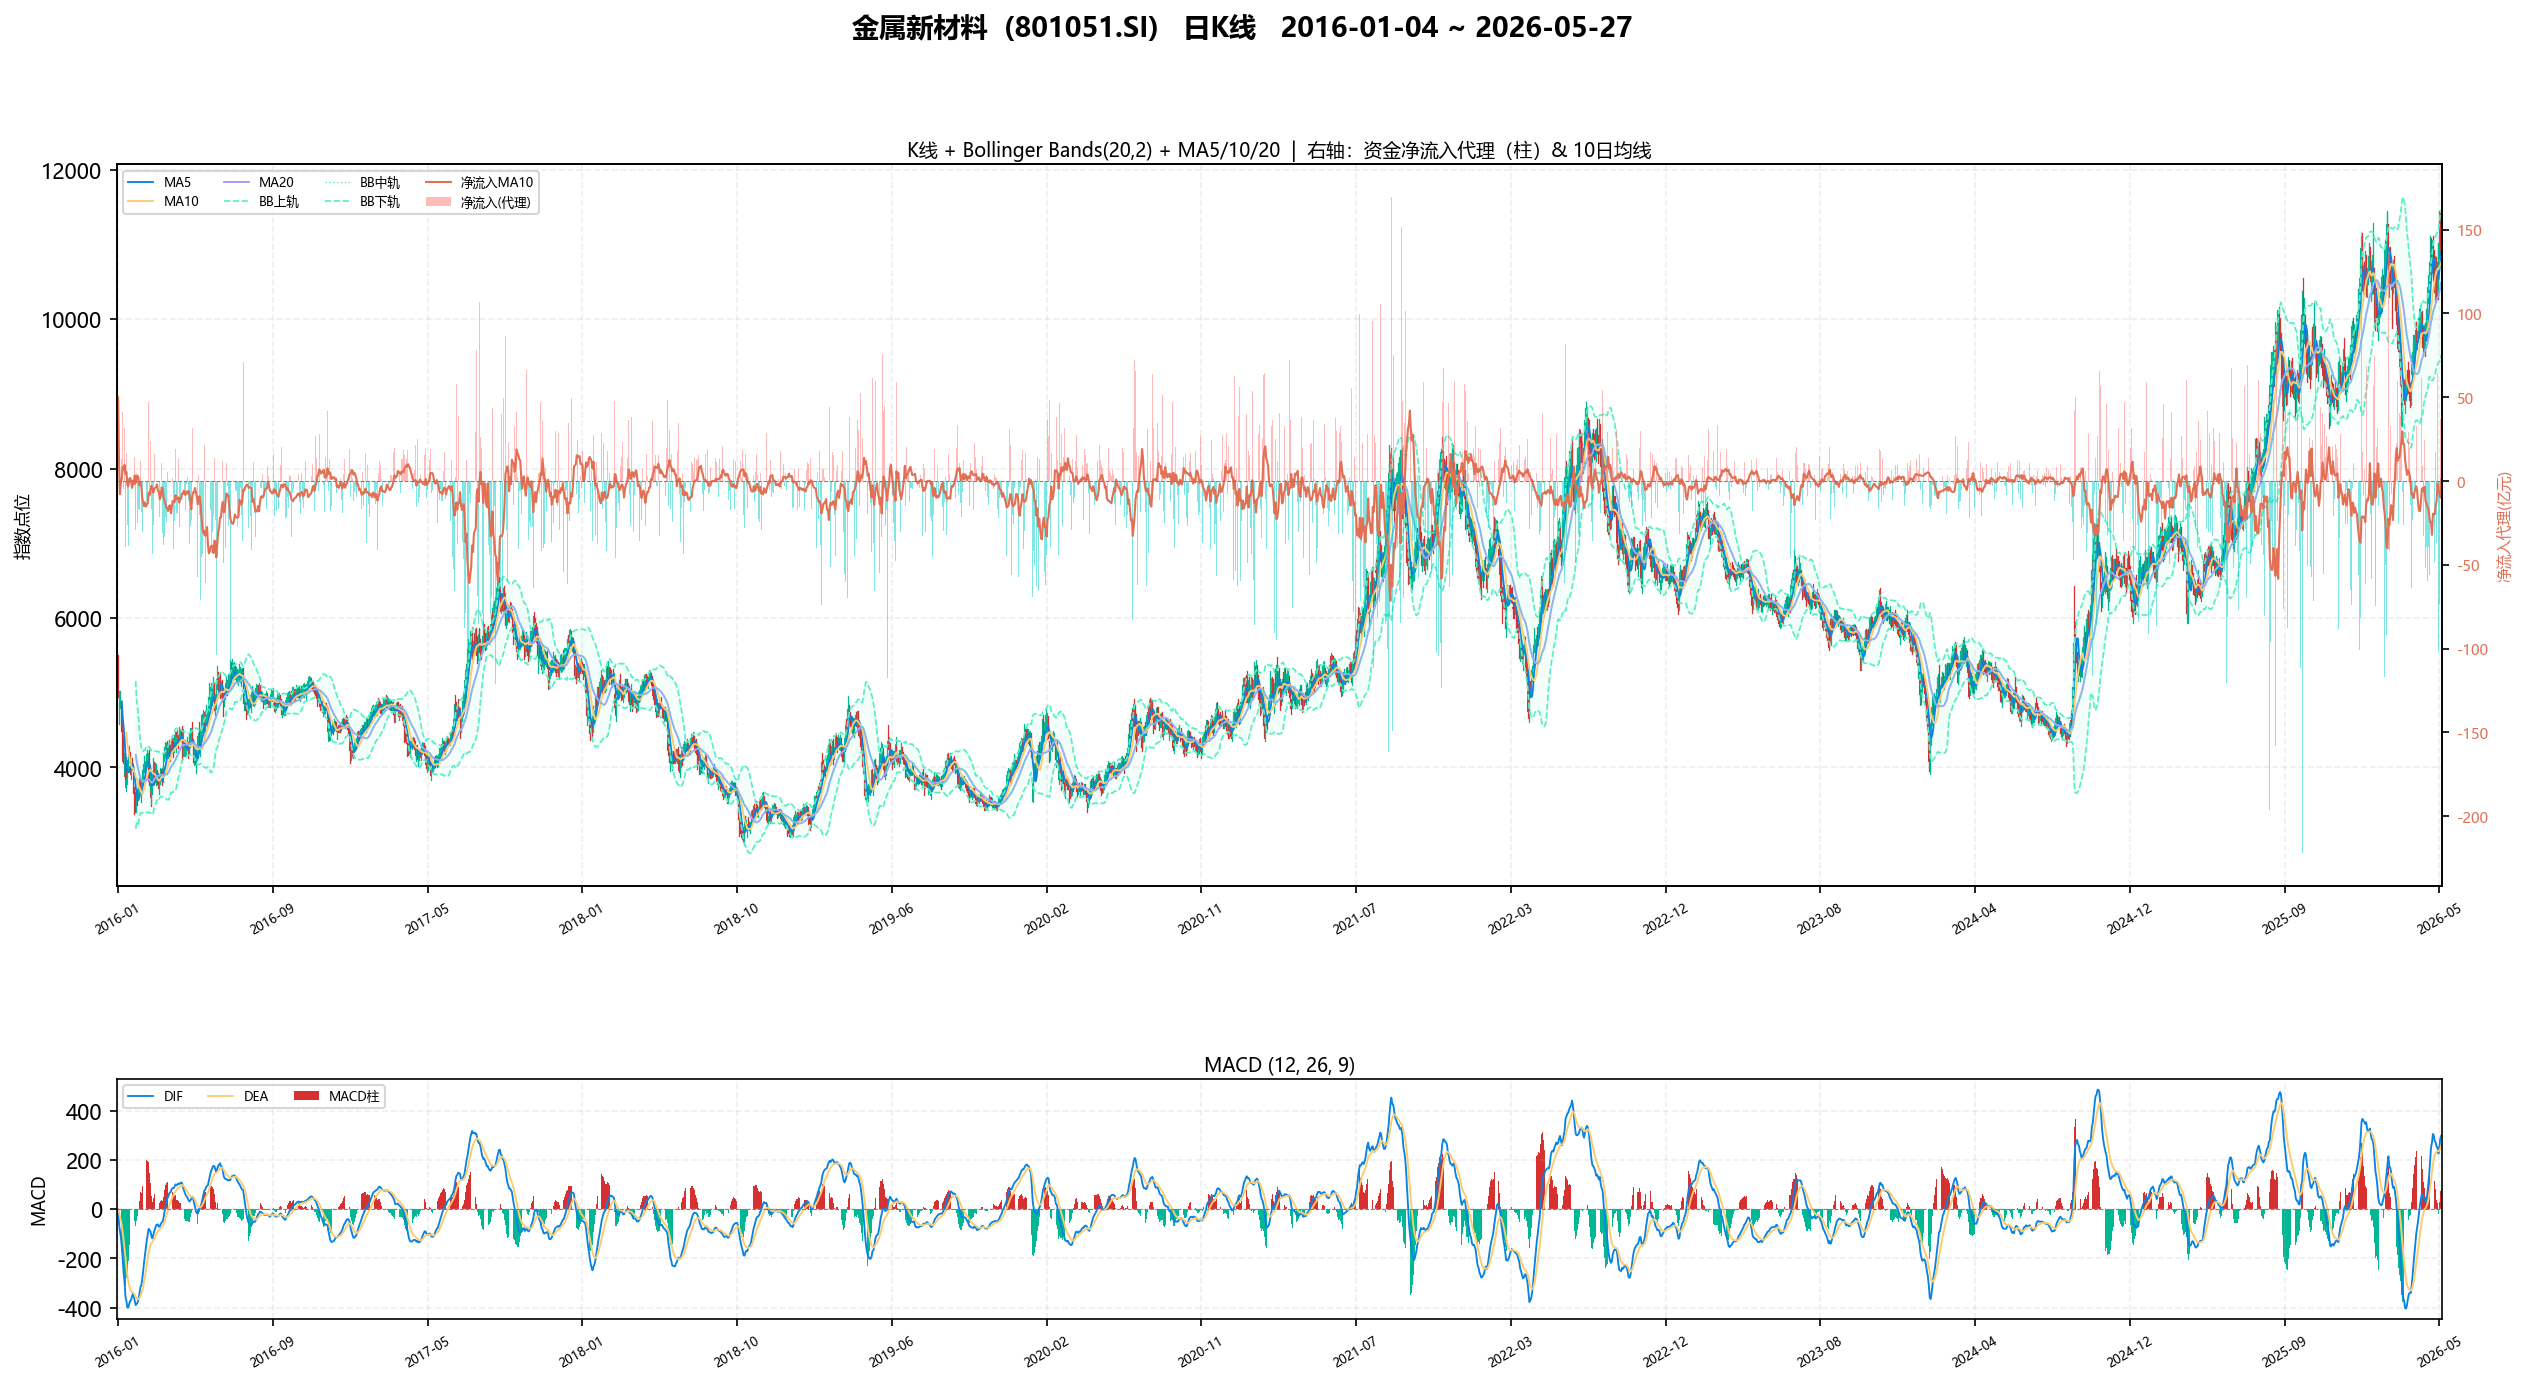 金属新材料 (801051.SI) 日K线 2016-01-04 ~ 2026-05-27
K线 + Bollinger Bands(20,2) + MA5/10/20 | 右轴：资金净流入代理（柱）& 10日均线
MA5 MA20 BB中轨 净流入MA10
MA10 BB上轨 BB下轨 净流入(代理)
指数点位
12000
10000
8000
6000
4000
净流入代理(亿元)
150
100
50
0
-50
-100
-150
-200
2016-01 2016-09 2017-05 2018-01 2018-10 2019-06 2020-02 2020-11 2021-07 2022-03 2022-12 2023-08 2024-04 2024-12 2025-09 2026-05
MACD (12, 26, 9)
DIF DEA MACD柱
MACD
400
200
0
-200
-400
2016-01 2016-09 2017-05 2018-01 2018-10 2019-06 2020-02 2020-11 2021-07 2022-03 2022-12 2023-08 2024-04 2024-12 2025-09 2026-05